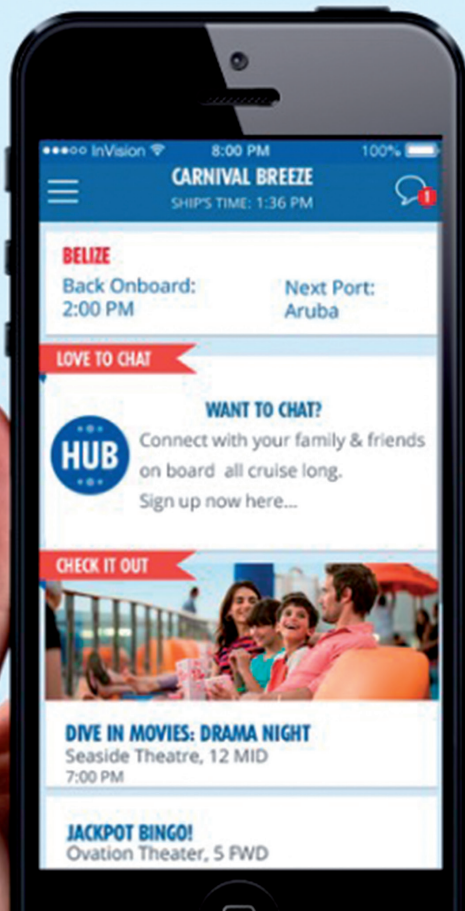 InVision 8:00 PM 100%
CARNIVAL BREEZE
SHIP'S TIME: 1:36 PM
1
BELIZE
Back Onboard:
2:00 PM
Next Port:
Aruba
LOVE TO CHAT
WANT TO CHAT?
HUB
Connect with your family & friends
on board all cruise long.
Sign up now here...
CHECK IT OUT
DIVE IN MOVIES: DRAMA NIGHT
Seaside Theatre, 12 MID
7:00 PM
JACKPOT BINGO!
Ovation Theater, 5 FWD